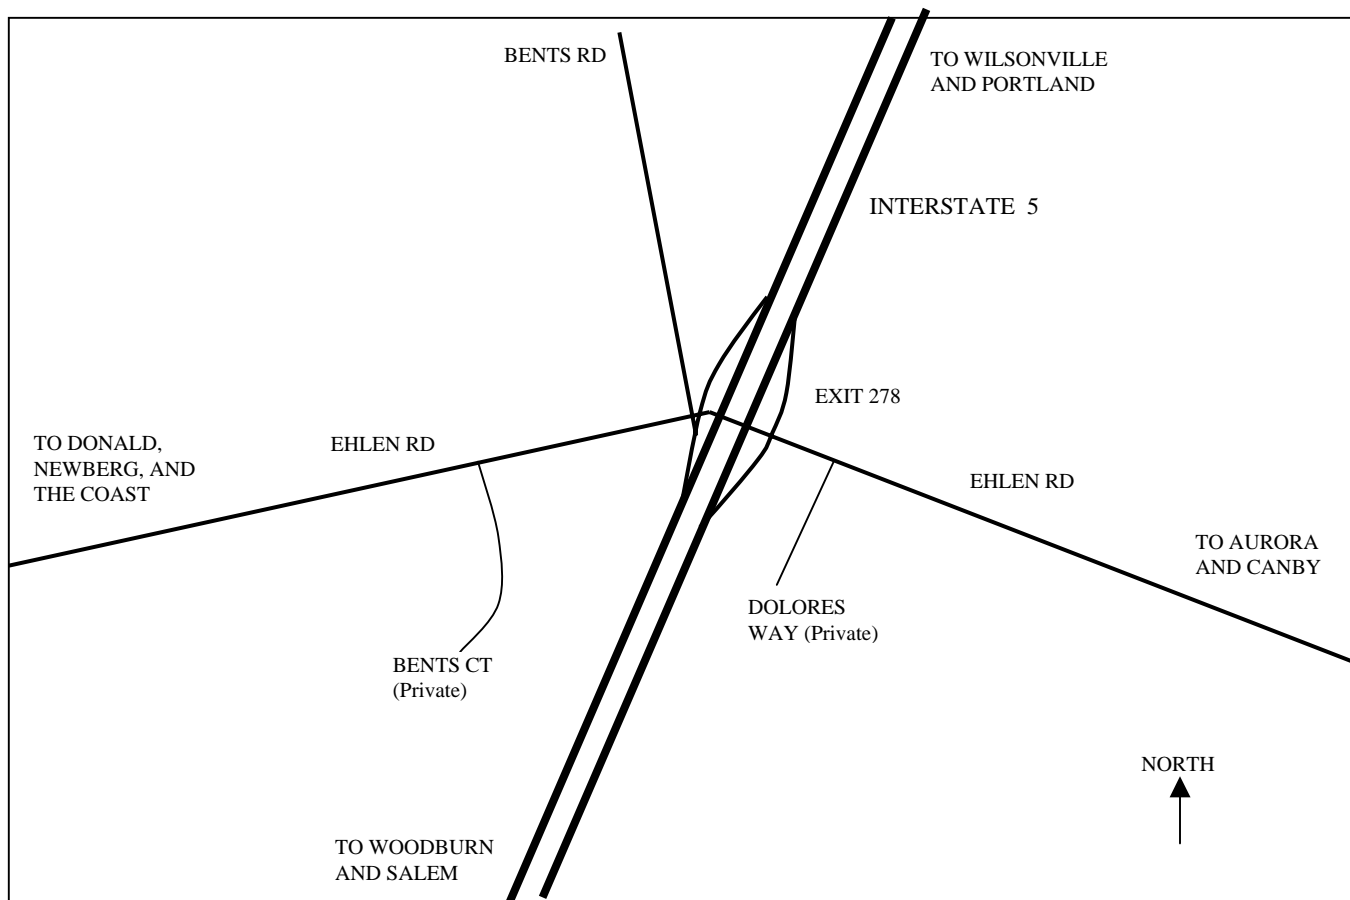 BENTS RD
TO WILSONVILLE
AND PORTLAND
INTERSTATE 5
EXIT 278
TO DONALD,
NEWBERG, AND
THE COAST
EHLEN RD
EHLEN RD
TO AURORA
AND CANBY
DOLORES
WAY (Private)
BENTS CT
(Private)
NORTH
TO WOODBURN
AND SALEM